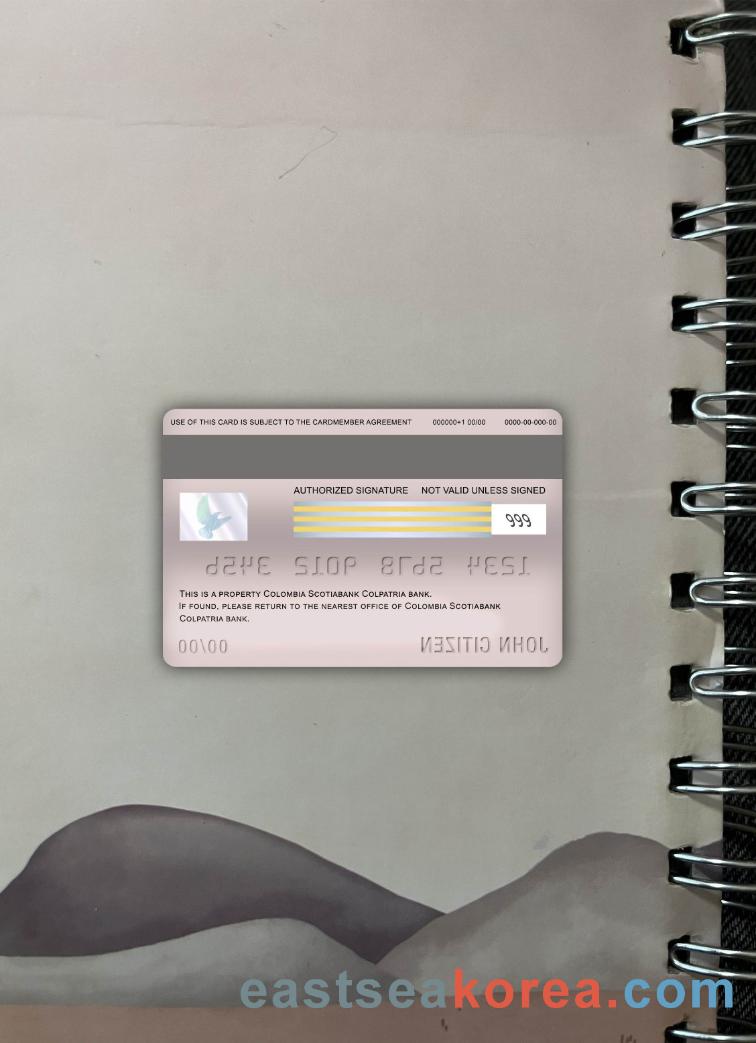 USE OF THIS CARD IS SUBJECT TO THE CARDMEMBER AGREEMENT 000000+1 00/00 0000-00-000-00
AUTHORIZED SIGNATURE NOT VALID UNLESS SIGNED
999
1234 5678 9012 3456
THIS IS A PROPERTY COLOMBIA SCOTIABANK COLPATRIA BANK.
IF FOUND, PLEASE RETURN TO THE NEAREST OFFICE OF COLOMBIA SCOTIABANK
COLPATRIA BANK.
00/00 JOHN CITIZEN
eastseakorea.com